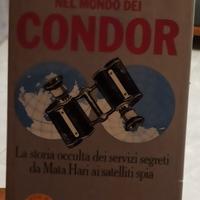 NEL MONDO DEI
CONDOR
La storia occulta dei servizi segreti
da Mata Hari ai satelliti spia